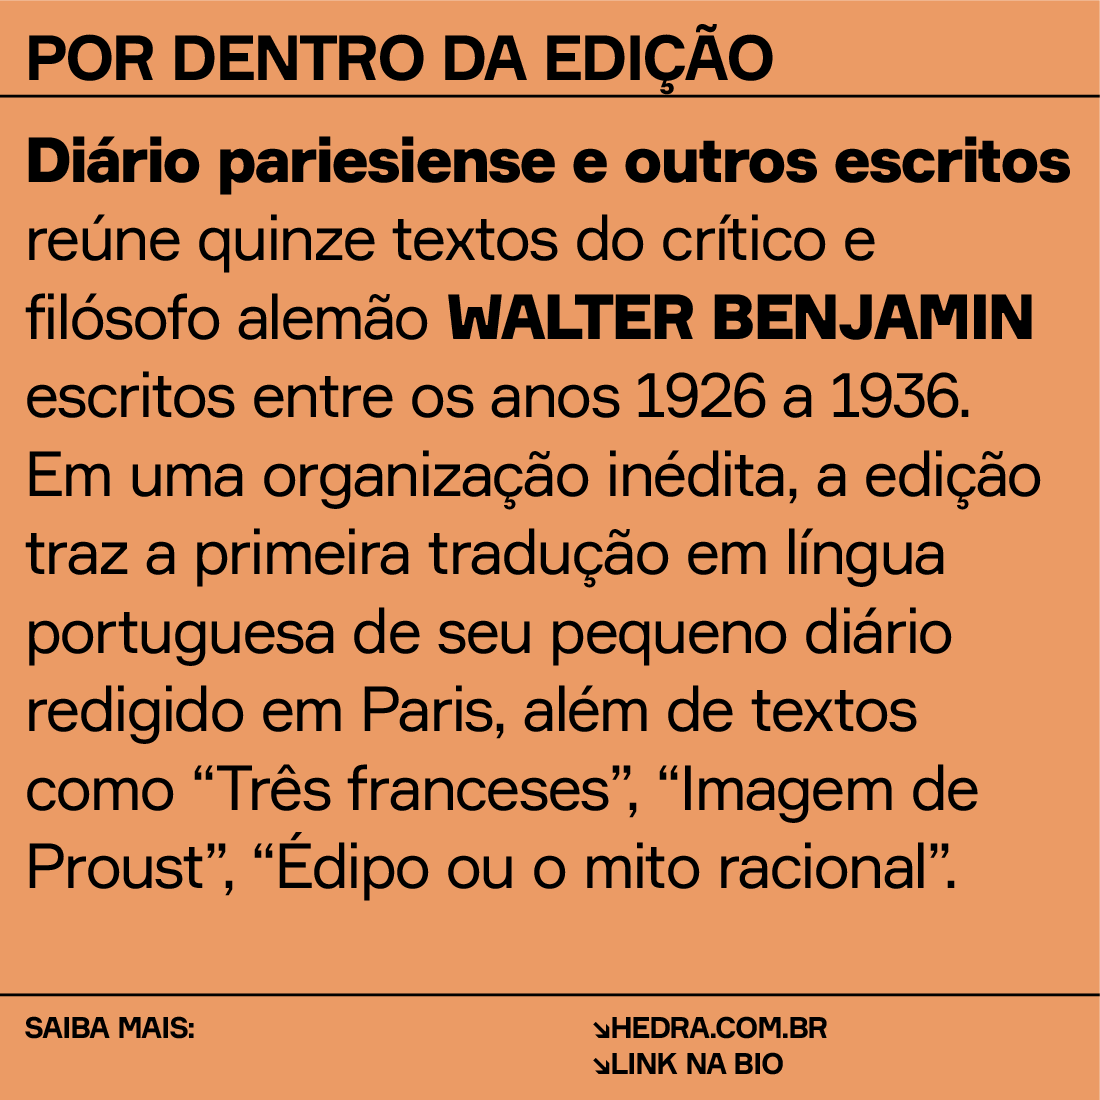 POR DENTRO DA EDIÇÃO
Diário pariesiense e outros escritos
reúne quinze textos do crítico e
filósofo alemão WALTER BENJAMIN
escritos entre os anos 1926 a 1936.
Em uma organização inédita, a edição
traz a primeira tradução em língua
portuguesa de seu pequeno diário
redigido em Paris, além de textos
como “Três franceses”, “Imagem de
Proust”, “Édipo ou o mito racional”.
SAIBA MAIS:
↘HEDRA.COM.BR
↘LINK NA BIO